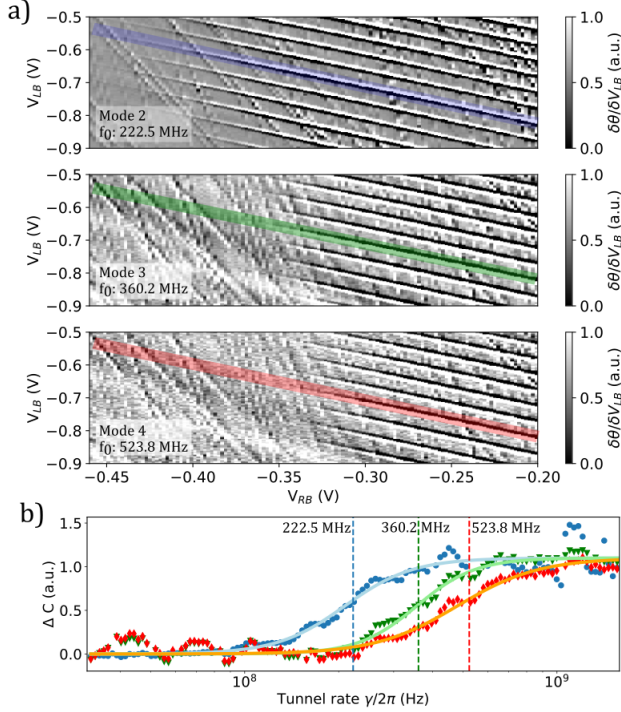 a)
−0.5
−0.6
−0.7
−0.8
−0.9
V_LB (V)
Mode 2
f₀: 222.5 MHz
1.0
0.5
0.0
δθ/δV_LB (a.u.)
−0.5
−0.6
−0.7
−0.8
−0.9
V_LB (V)
Mode 3
f₀: 360.2 MHz
1.0
0.5
0.0
δθ/δV_LB (a.u.)
−0.5
−0.6
−0.7
−0.8
−0.9
V_LB (V)
Mode 4
f₀: 523.8 MHz
1.0
0.5
0.0
δθ/δV_LB (a.u.)
−0.45 −0.40 −0.35 −0.30 −0.25 −0.20
V_RB (V)
b)
1.5
1.0
0.5
0.0
Δ C (a.u.)
222.5 MHz 360.2 MHz 523.8 MHz
10⁸ 10⁹
Tunnel rate γ/2π (Hz)